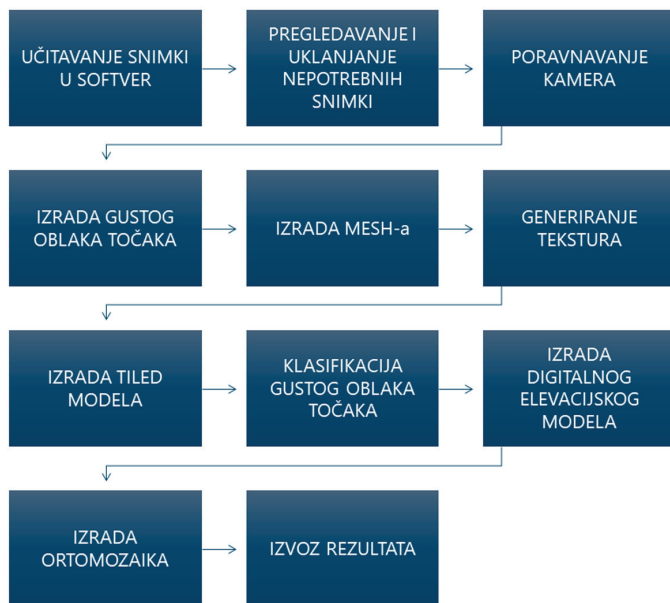 UČITAVANJE SNIMKI
U SOFTVER
PREGLEDAVANJE I
UKLANJANJE
NEPOTREBNIH
SNIMKI
PORAVNAVANJE
KAMERA
IZRADA GUSTOG
OBLAKA TOČAKA
IZRADA MESH-a
GENERIRANJE
TEKSTURA
IZRADA TILED
MODELA
KLASIFIKACIJA
GUSTOG OBLAKA
TOČAKA
IZRADA
DIGITALNOG
ELEVACIJSKOG
MODELA
IZRADA
ORTOMOZAIKA
IZVOZ REZULTATA